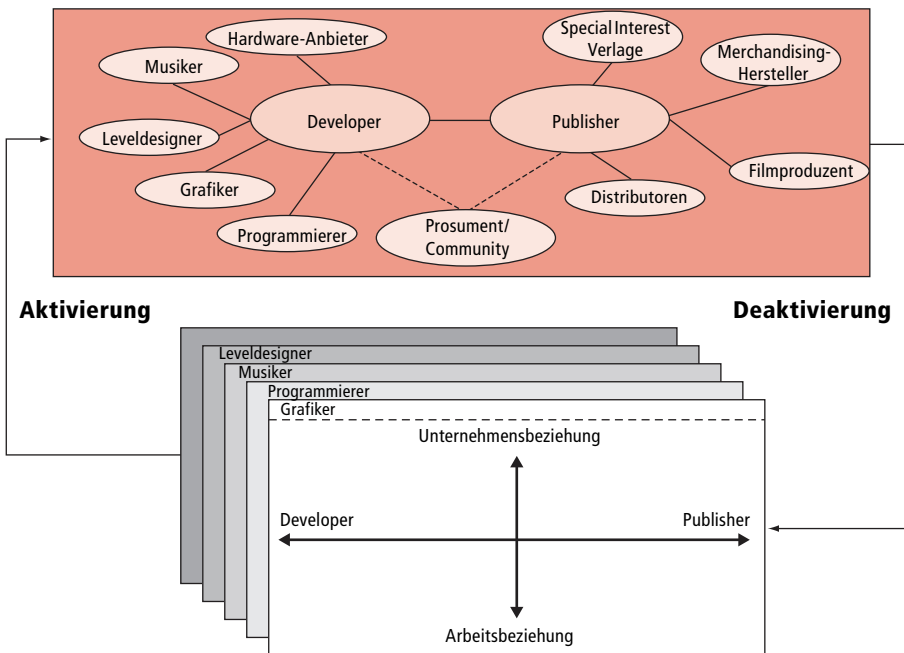 Hardware-Anbieter
Special Interest
Verlage
Musiker
Merchandising-
Hersteller
Developer
Publisher
Leveldesigner
Grafiker
Filmproduzent
Distributoren
Programmierer
Prosument/
Community
Aktivierung
Deaktivierung
Leveldesigner
Musiker
Programmierer
Grafiker
Unternehmensbeziehung
Developer
Publisher
Arbeitsbeziehung